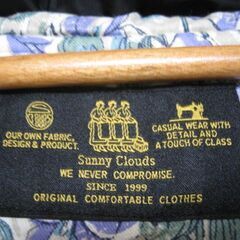 OUR OWN FABRIC,
DESIGN & PRODUCT.
CASUAL WEAR WITH
DETAIL AND
A TOUCH OF CLASS
Sunny Clouds
WE NEVER COMPROMISE.
SINCE 1999
ORIGINAL COMFORTABLE CLOTHES